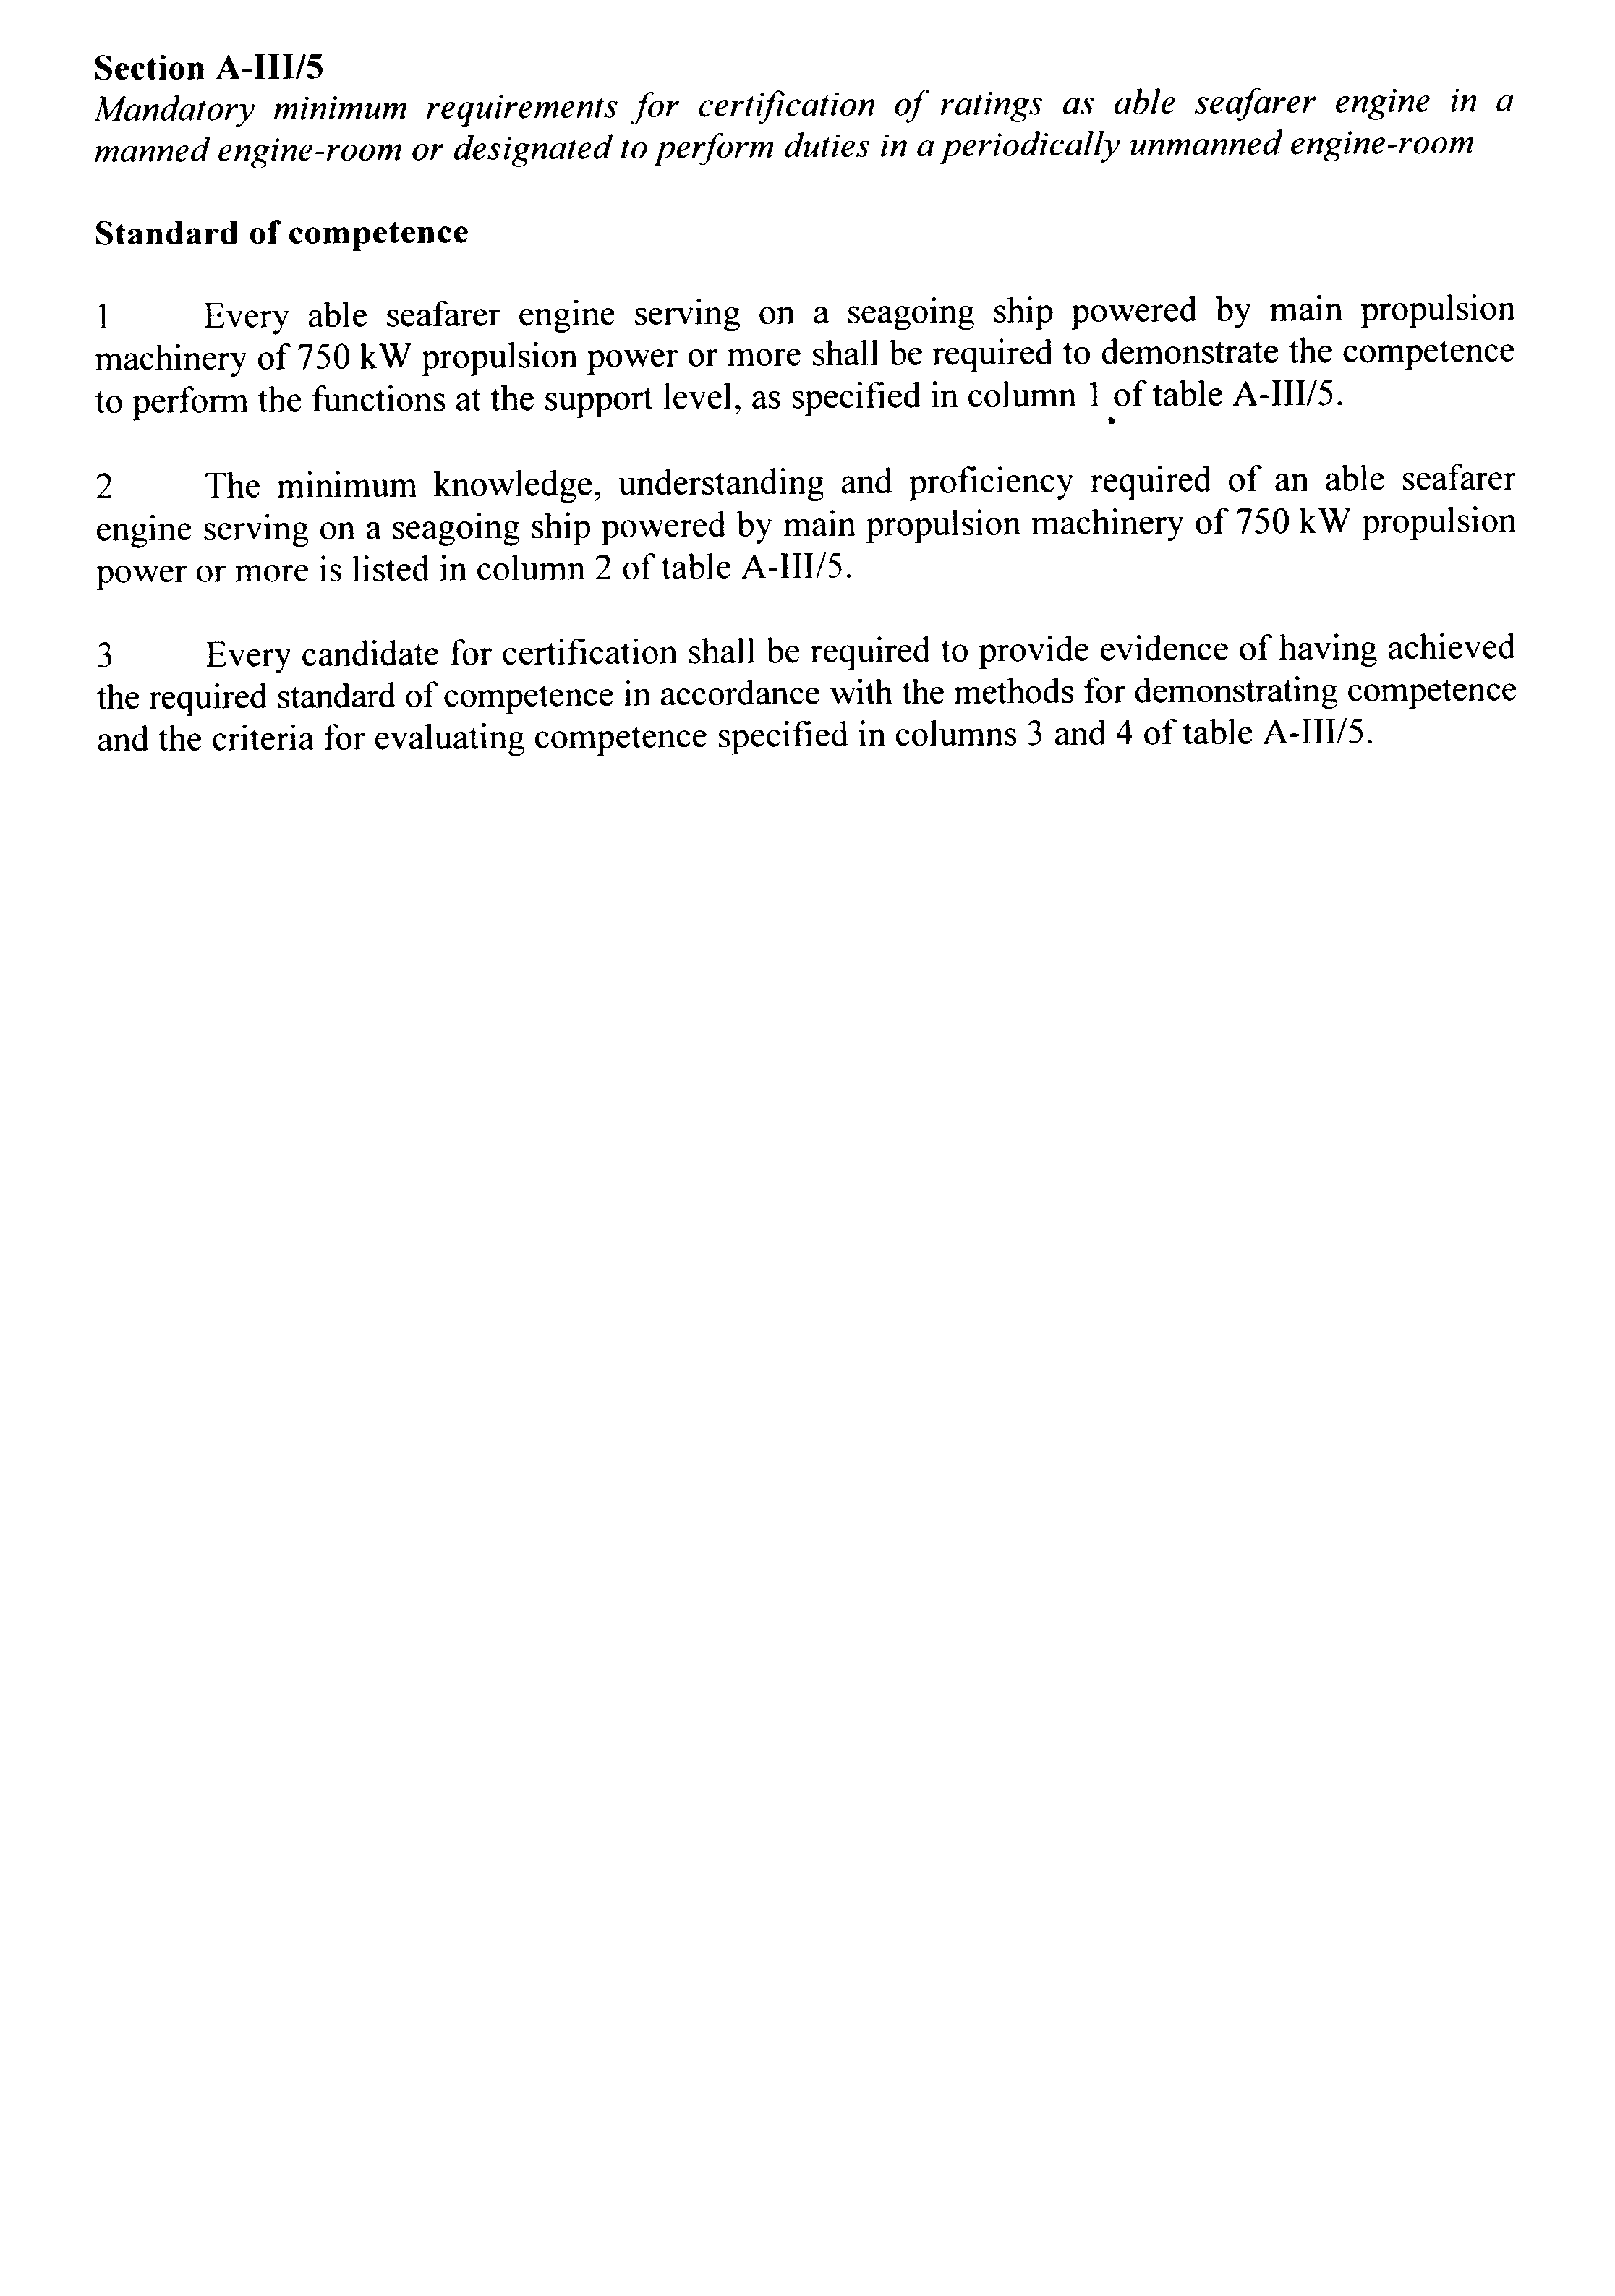 Section A-III/5
Mandatory minimum requirements for certification of ratings as able seafarer engine in a
manned engine-room or designated to perform duties in a periodically unmanned engine-room
Standard of competence
1 Every able seafarer engine serving on a seagoing ship powered by main propulsion
machinery of 750 kW propulsion power or more shall be required to demonstrate the competence
to perform the functions at the support level, as specified in column 1 of table A-III/5.
2 The minimum knowledge, understanding and proficiency required of an able seafarer
engine serving on a seagoing ship powered by main propulsion machinery of 750 kW propulsion
power or more is listed in column 2 of table A-III/5.
3 Every candidate for certification shall be required to provide evidence of having achieved
the required standard of competence in accordance with the methods for demonstrating competence
and the criteria for evaluating competence specified in columns 3 and 4 of table A-III/5.